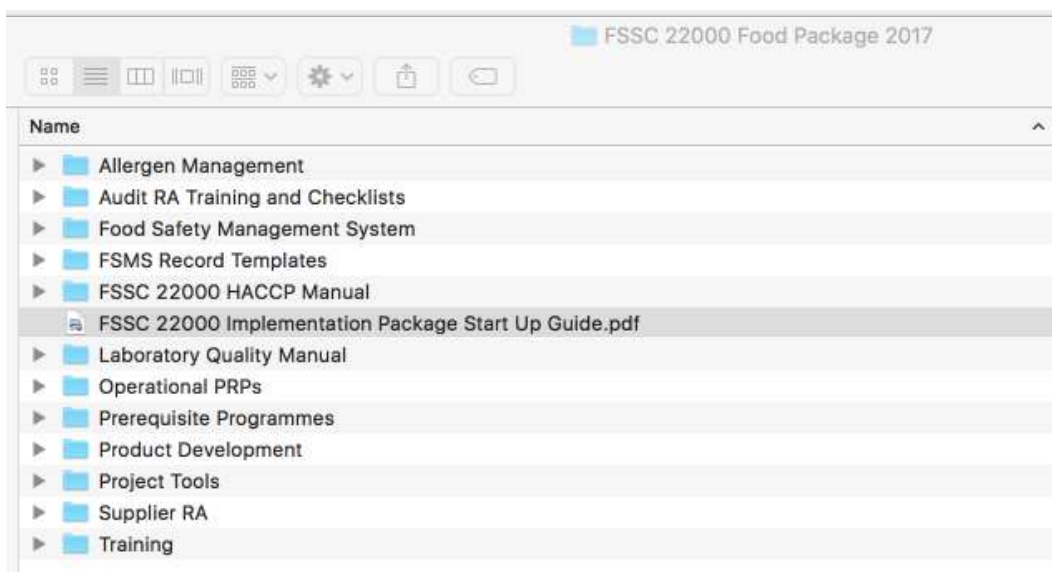 FSSC 22000 Food Package 2017
Name
Allergen Management
Audit RA Training and Checklists
Food Safety Management System
FSMS Record Templates
FSSC 22000 HACCP Manual
FSSC 22000 Implementation Package Start Up Guide.pdf
Laboratory Quality Manual
Operational PRPs
Prerequisite Programmes
Product Development
Project Tools
Supplier RA
Training